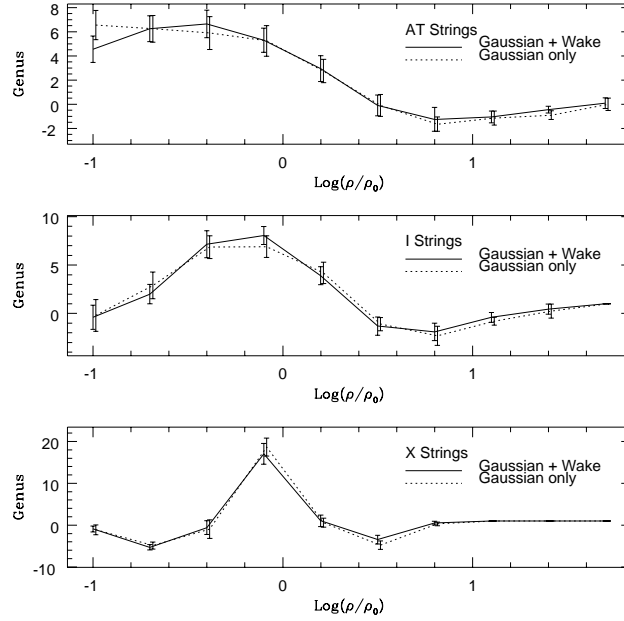 8
6
4
2
0
-2
Genus
AT Strings
Gaussian + Wake
Gaussian only
-1
0
1
Log(ρ/ρ₀)
10
5
0
Genus
I Strings
Gaussian + Wake
Gaussian only
-1
0
1
Log(ρ/ρ₀)
20
10
0
-10
Genus
X Strings
Gaussian + Wake
Gaussian only
-1
0
1
Log(ρ/ρ₀)